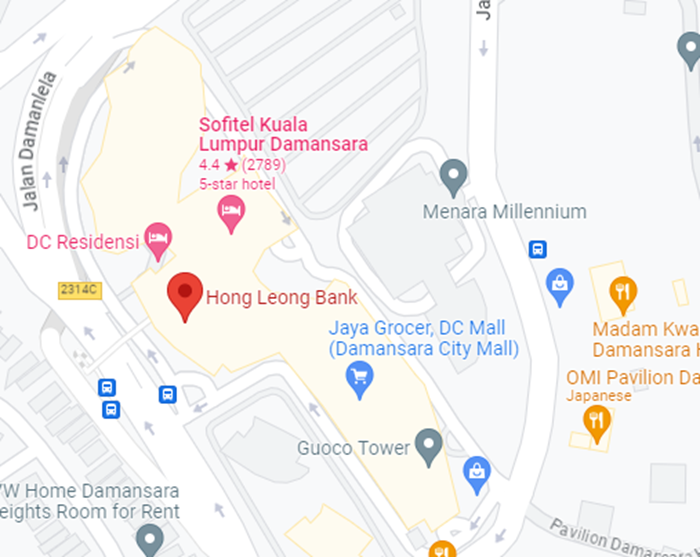 Ja
Jalan Damanlela
Sofitel Kuala
Lumpur Damansara
4.4 ★ (2789)
5-star hotel
Menara Millennium
DC Residensi
2314C
Hong Leong Bank
Jaya Grocer, DC Mall
(Damansara City Mall)
Madam Kwa
Damansara H
OMI Pavilion Da
Japanese
Guoco Tower
W Home Damansara
eights Room for Rent
Pavilion Damansara